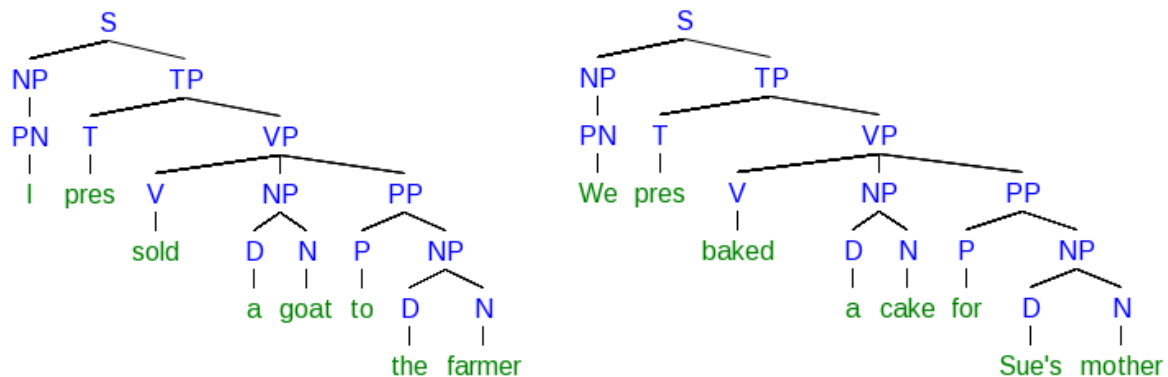 S S
NP TP NP TP
PN T VP PN T VP
I pres V NP PP We pres V NP PP
sold D N P NP baked D N P NP
a goat to D N a cake for D N
the farmer Sue's mother